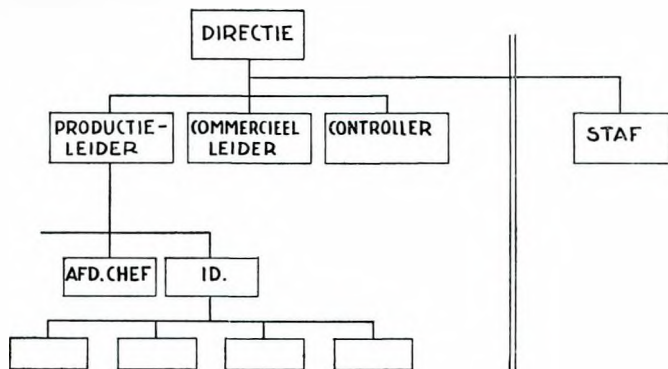 DIRECTIE
PRODUCTIE-
LEIDER
COMMERCIEEL
LEIDER
CONTROLLER
STAF
AFD. CHEF
ID.